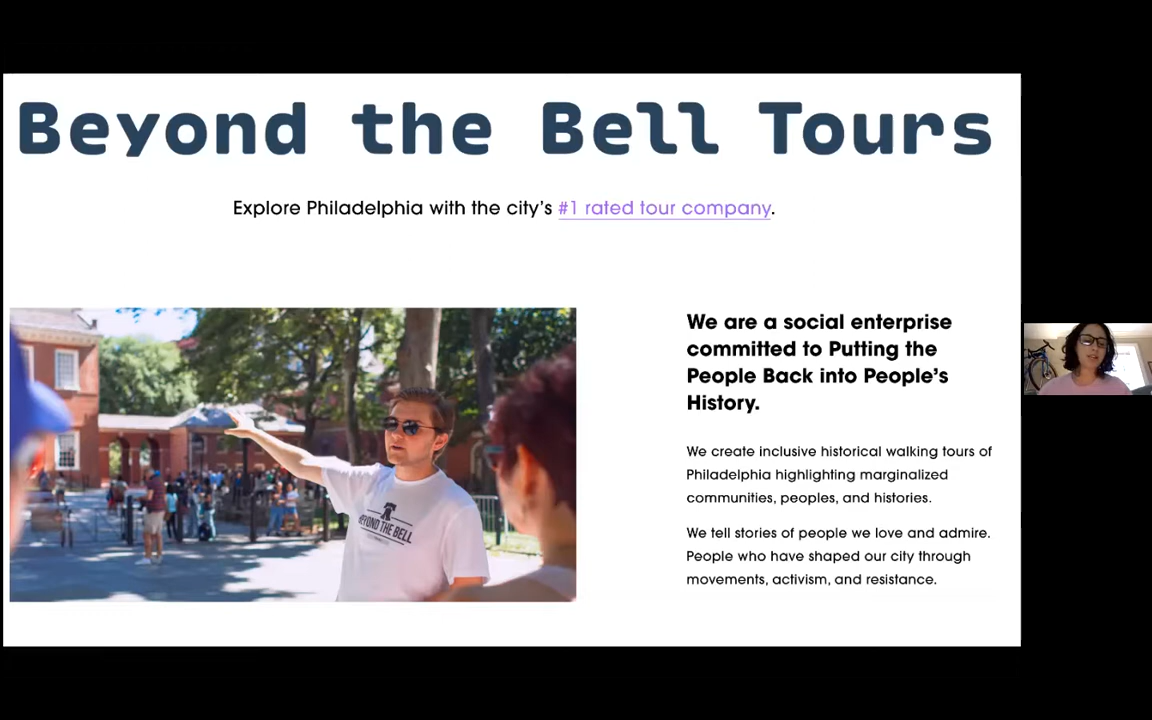 Beyond the Bell Tours
Explore Philadelphia with the city's #1 rated tour company.
We are a social enterprise
committed to Putting the
People Back into People's
History.
We create inclusive historical walking tours of
Philadelphia highlighting marginalized
communities, peoples, and histories.
We tell stories of people we love and admire.
People who have shaped our city through
movements, activism, and resistance.
BEYOND THE BELL